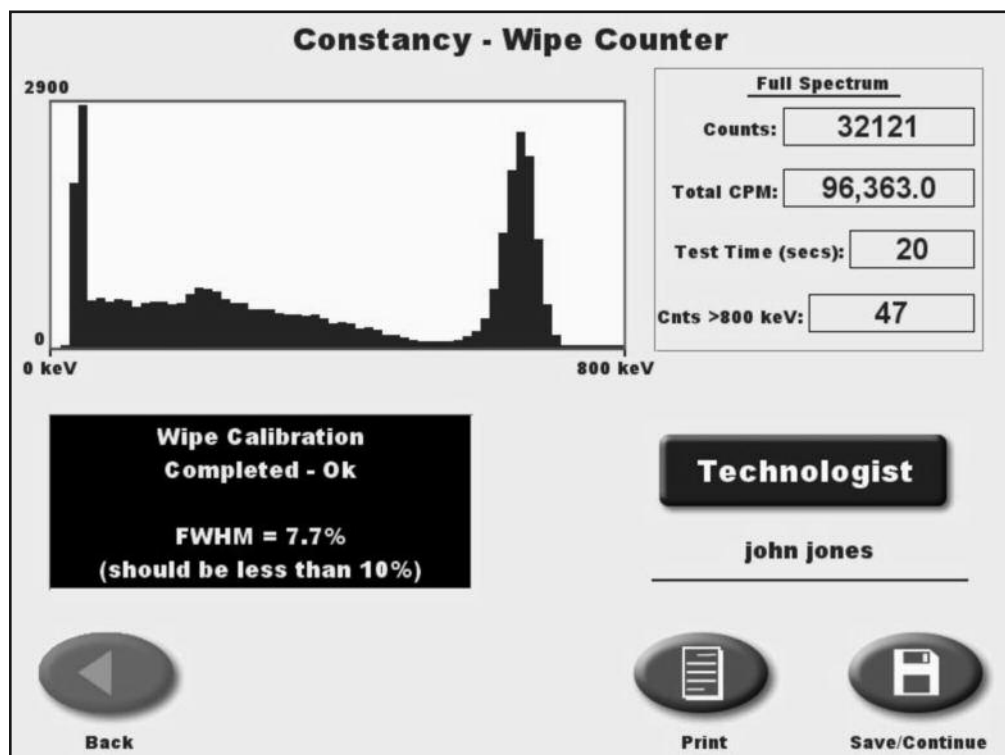 Constancy - Wipe Counter
2900
0
0 keV
800 keV
Full Spectrum
Counts: 32121
Total CPM: 96,363.0
Test Time (secs): 20
Cnts >800 keV: 47
Wipe Calibration
Completed - Ok
FWHM = 7.7%
(should be less than 10%)
Technologist
john jones
Back
Print
Save/Continue